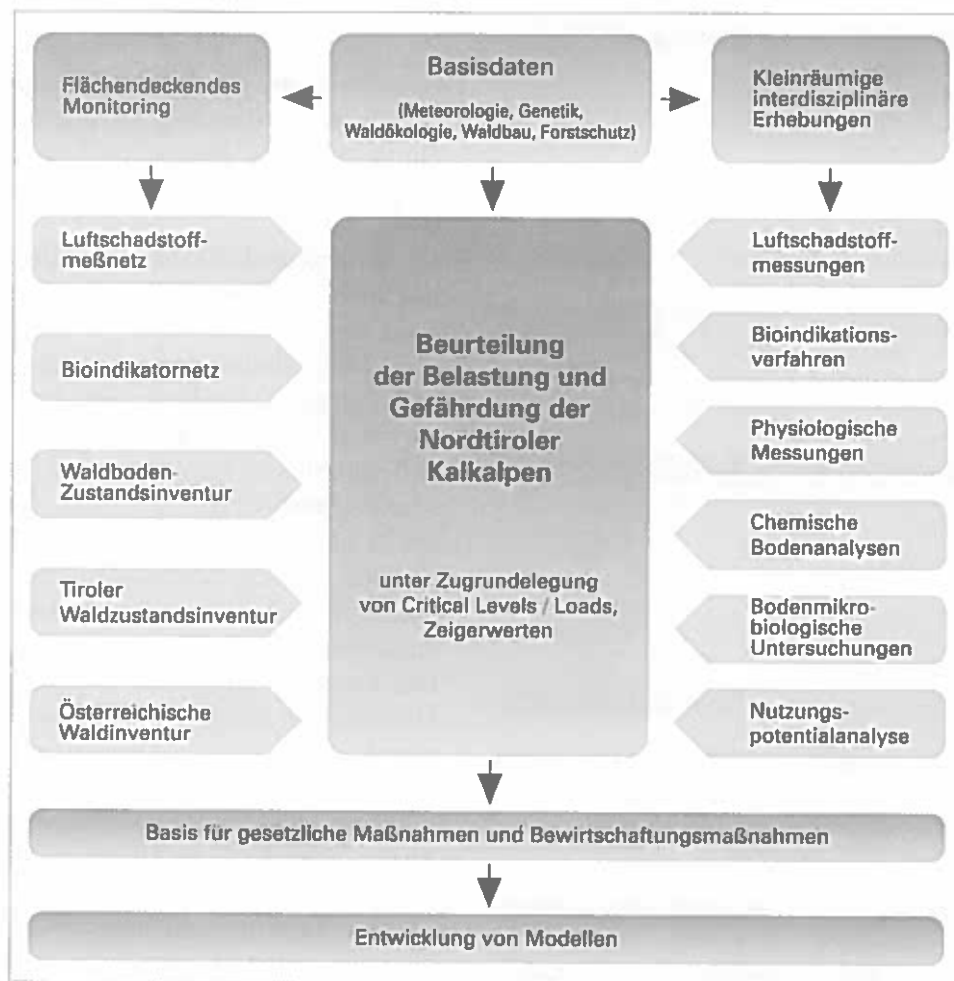 Flächendeckendes
Monitoring
Basisdaten
(Meteorologie, Genetik,
Waldökologie, Waldbau, Forstschutz)
Kleinräumige
interdisziplinäre
Erhebungen
Luftschadstoff-
meßnetz
Bioindikatornetz
Waldboden-
Zustandsinventur
Tiroler
Waldzustandsinventur
Österreichische
Waldinventur
Beurteilung
der Belastung und
Gefährdung der
Nordtiroler
Kalkalpen
unter Zugrundelegung
von Critical Levels / Loads,
Zeigerwerten
Luftschadstoff-
messungen
Bioindikations-
verfahren
Physiologische
Messungen
Chemische
Bodenanalysen
Bodenmikro-
biologische
Untersuchungen
Nutzungs-
potentialanalyse
Basis für gesetzliche Maßnahmen und Bewirtschaftungsmaßnahmen
Entwicklung von Modellen